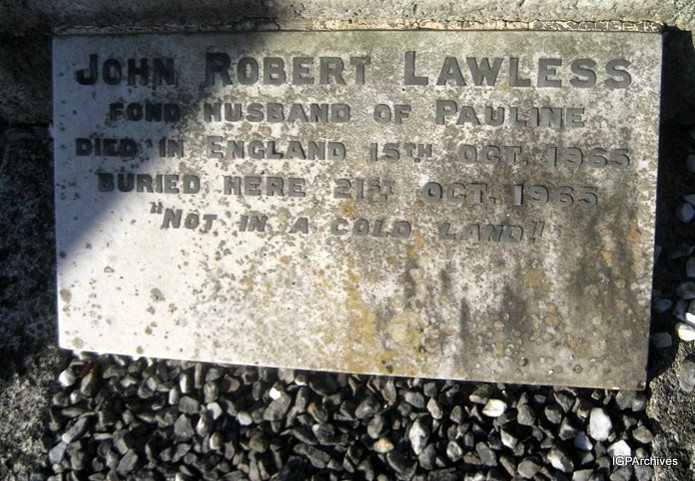 JOHN ROBERT LAWLESS
FOND HUSBAND OF PAULINE
DIED IN ENGLAND 15TH OCT. 1965
BURIED HERE 21ST OCT. 1965
"NOT IN A COLD LAND"
IGPArchives